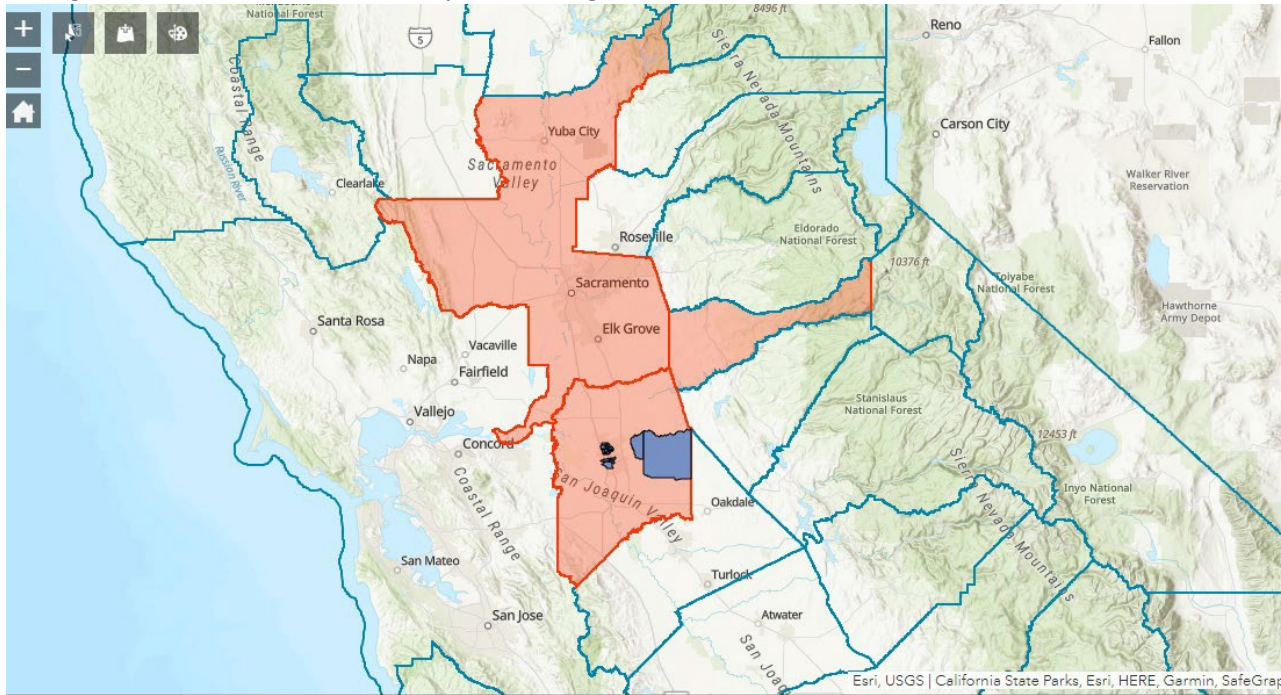 National Forest
8496 ft
Reno
Fallon
5
Coastal Range
Sierra Nevada Mountains
Carson City
Yuba City
Russian River
Sacramento
Valley
Clearlake
Walker River
Reservation
Roseville
Eldorado
National Forest
10376 ft
Toiyabe
National Forest
Sacramento
Hawthorne
Army Depot
Santa Rosa
Elk Grove
Vacaville
Napa
Fairfield
Stanislaus
National Forest
Vallejo
12453 ft
Concord
Coastal Range
San Joaquin Valley
Oakdale
Inyo National
Forest
Sierra Nevada Mountains
San Mateo
Turlock
San Jose
Atwater
San Joaq
Esri, USGS | California State Parks, Esri, HERE, Garmin, SafeGrap